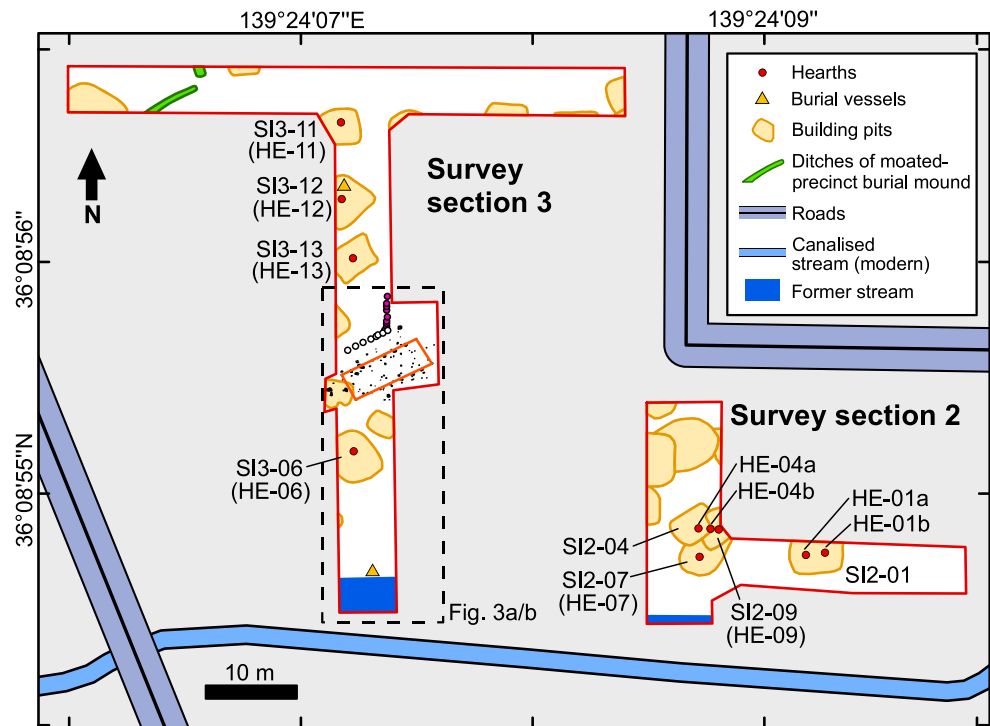 139°24'07"E
139°24'09"
36°08'56"
36°08'55"N
Hearths
Burial vessels
Building pits
Ditches of moated-
precinct burial mound
Roads
Canalised
stream (modern)
Former stream
N
Survey
section 3
SI3-11
(HE-11)
SI3-12
(HE-12)
SI3-13
(HE-13)
SI3-06
(HE-06)
Fig. 3a/b
Survey section 2
HE-04a
HE-04b
HE-01a
HE-01b
SI2-04
SI2-07
(HE-07)
SI2-01
SI2-09
(HE-09)
10 m